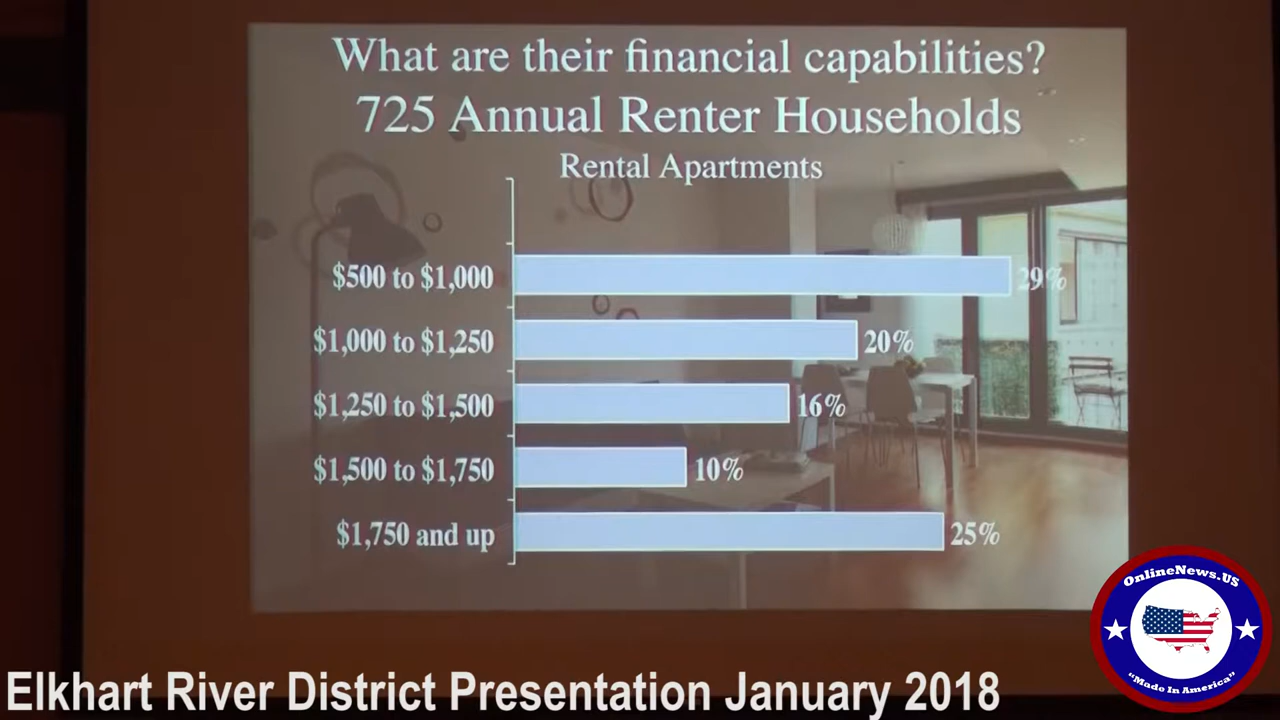 What are their financial capabilities?
725 Annual Renter Households
Rental Apartments
$500 to $1,000 29%
$1,000 to $1,250 20%
$1,250 to $1,500 16%
$1,500 to $1,750 10%
$1,750 and up 25%
OnlineNews.US
"Made In America"
Elkhart River District Presentation January 2018